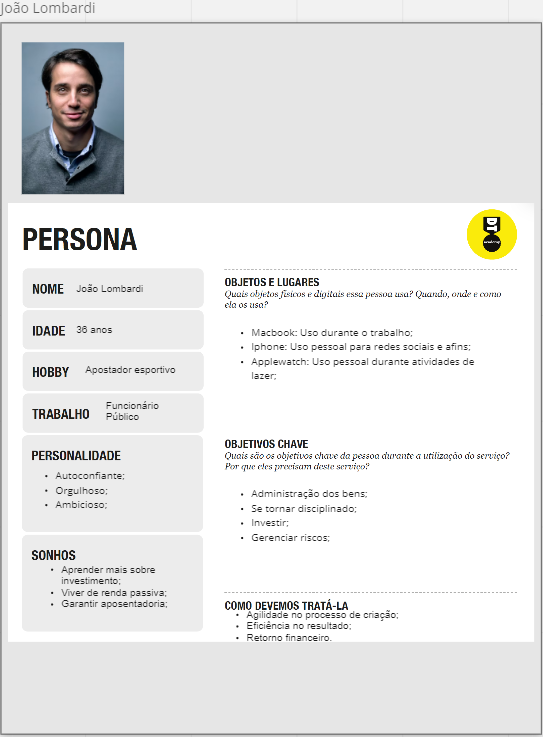 João Lombardi
PERSONA
DT
academy
NOME João Lombardi
IDADE 36 anos
HOBBY Apostador esportivo
TRABALHO Funcionário
Público
PERSONALIDADE
• Autoconfiante;
• Orgulhoso;
• Ambicioso;
SONHOS
• Aprender mais sobre
investimento;
• Viver de renda passiva;
• Garantir aposentadoria;
OBJETOS E LUGARES
Quais objetos físicos e digitais essa pessoa usa? Quando, onde e como
ela os usa?
• Macbook: Uso durante o trabalho;
• Iphone: Uso pessoal para redes sociais e afins;
• Applewatch: Uso pessoal durante atividades de
lazer;
OBJETIVOS CHAVE
Quais são os objetivos chave da pessoa durante a utilização do serviço?
Por que eles precisam deste serviço?
• Administração dos bens;
• Se tornar disciplinado;
• Investir;
• Gerenciar riscos;
COMO DEVEMOS TRATÁ-LA
• Agilidade no processo de criação;
• Eficiência no resultado;
• Retorno financeiro.